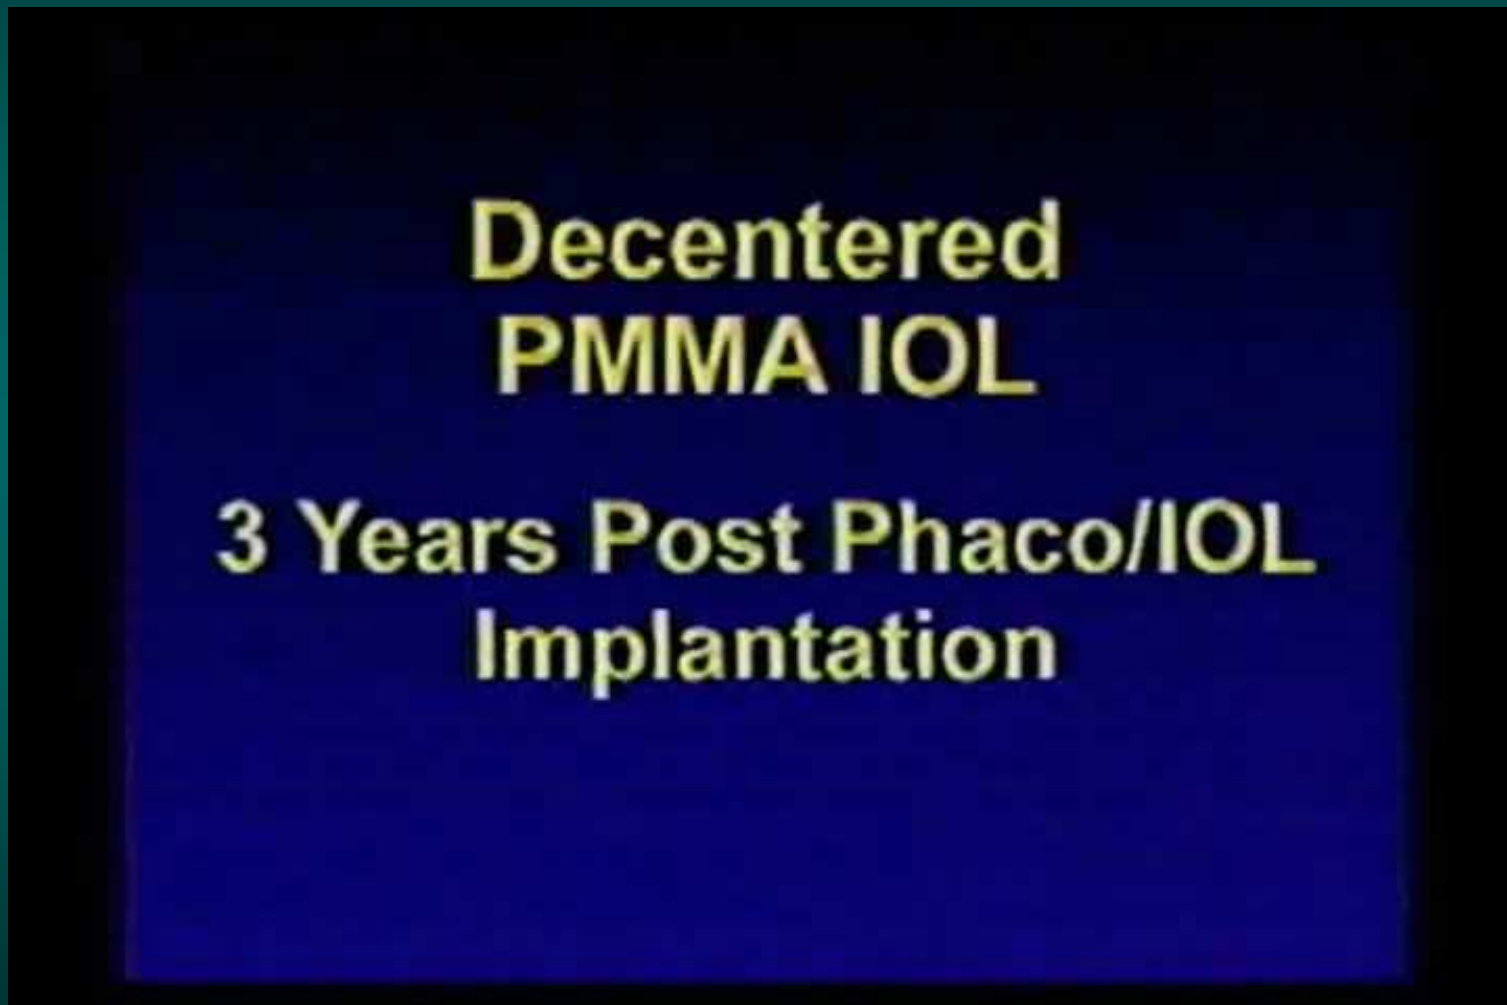 Decentered
PMMA IOL
3 Years Post Phaco/IOL
Implantation